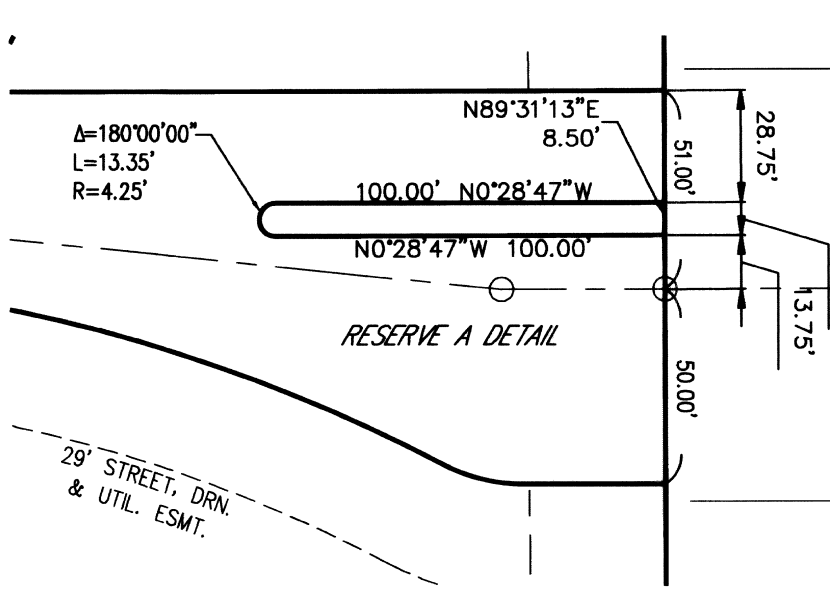 N89°31'13"E
8.50'
Δ=180°00'00"
L=13.35'
R=4.25'
28.75'
51.00'
100.00' N0°28'47"W
N0°28'47"W 100.00'
13.75'
RESERVE A DETAIL
50.00'
29' STREET, DRN.
& UTIL. ESMT.